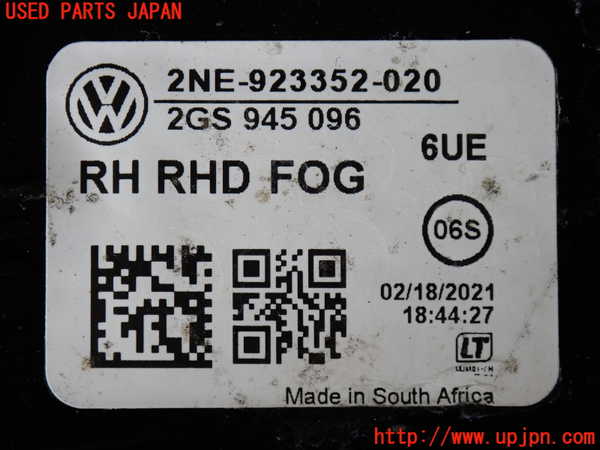 USED PARTS JAPAN
2NE-923352-020
2GS 945 096
6UE
RH RHD FOG
06S
02/18/2021
18:44:27
LT
Made in South Africa
http://www.upjpn.com/